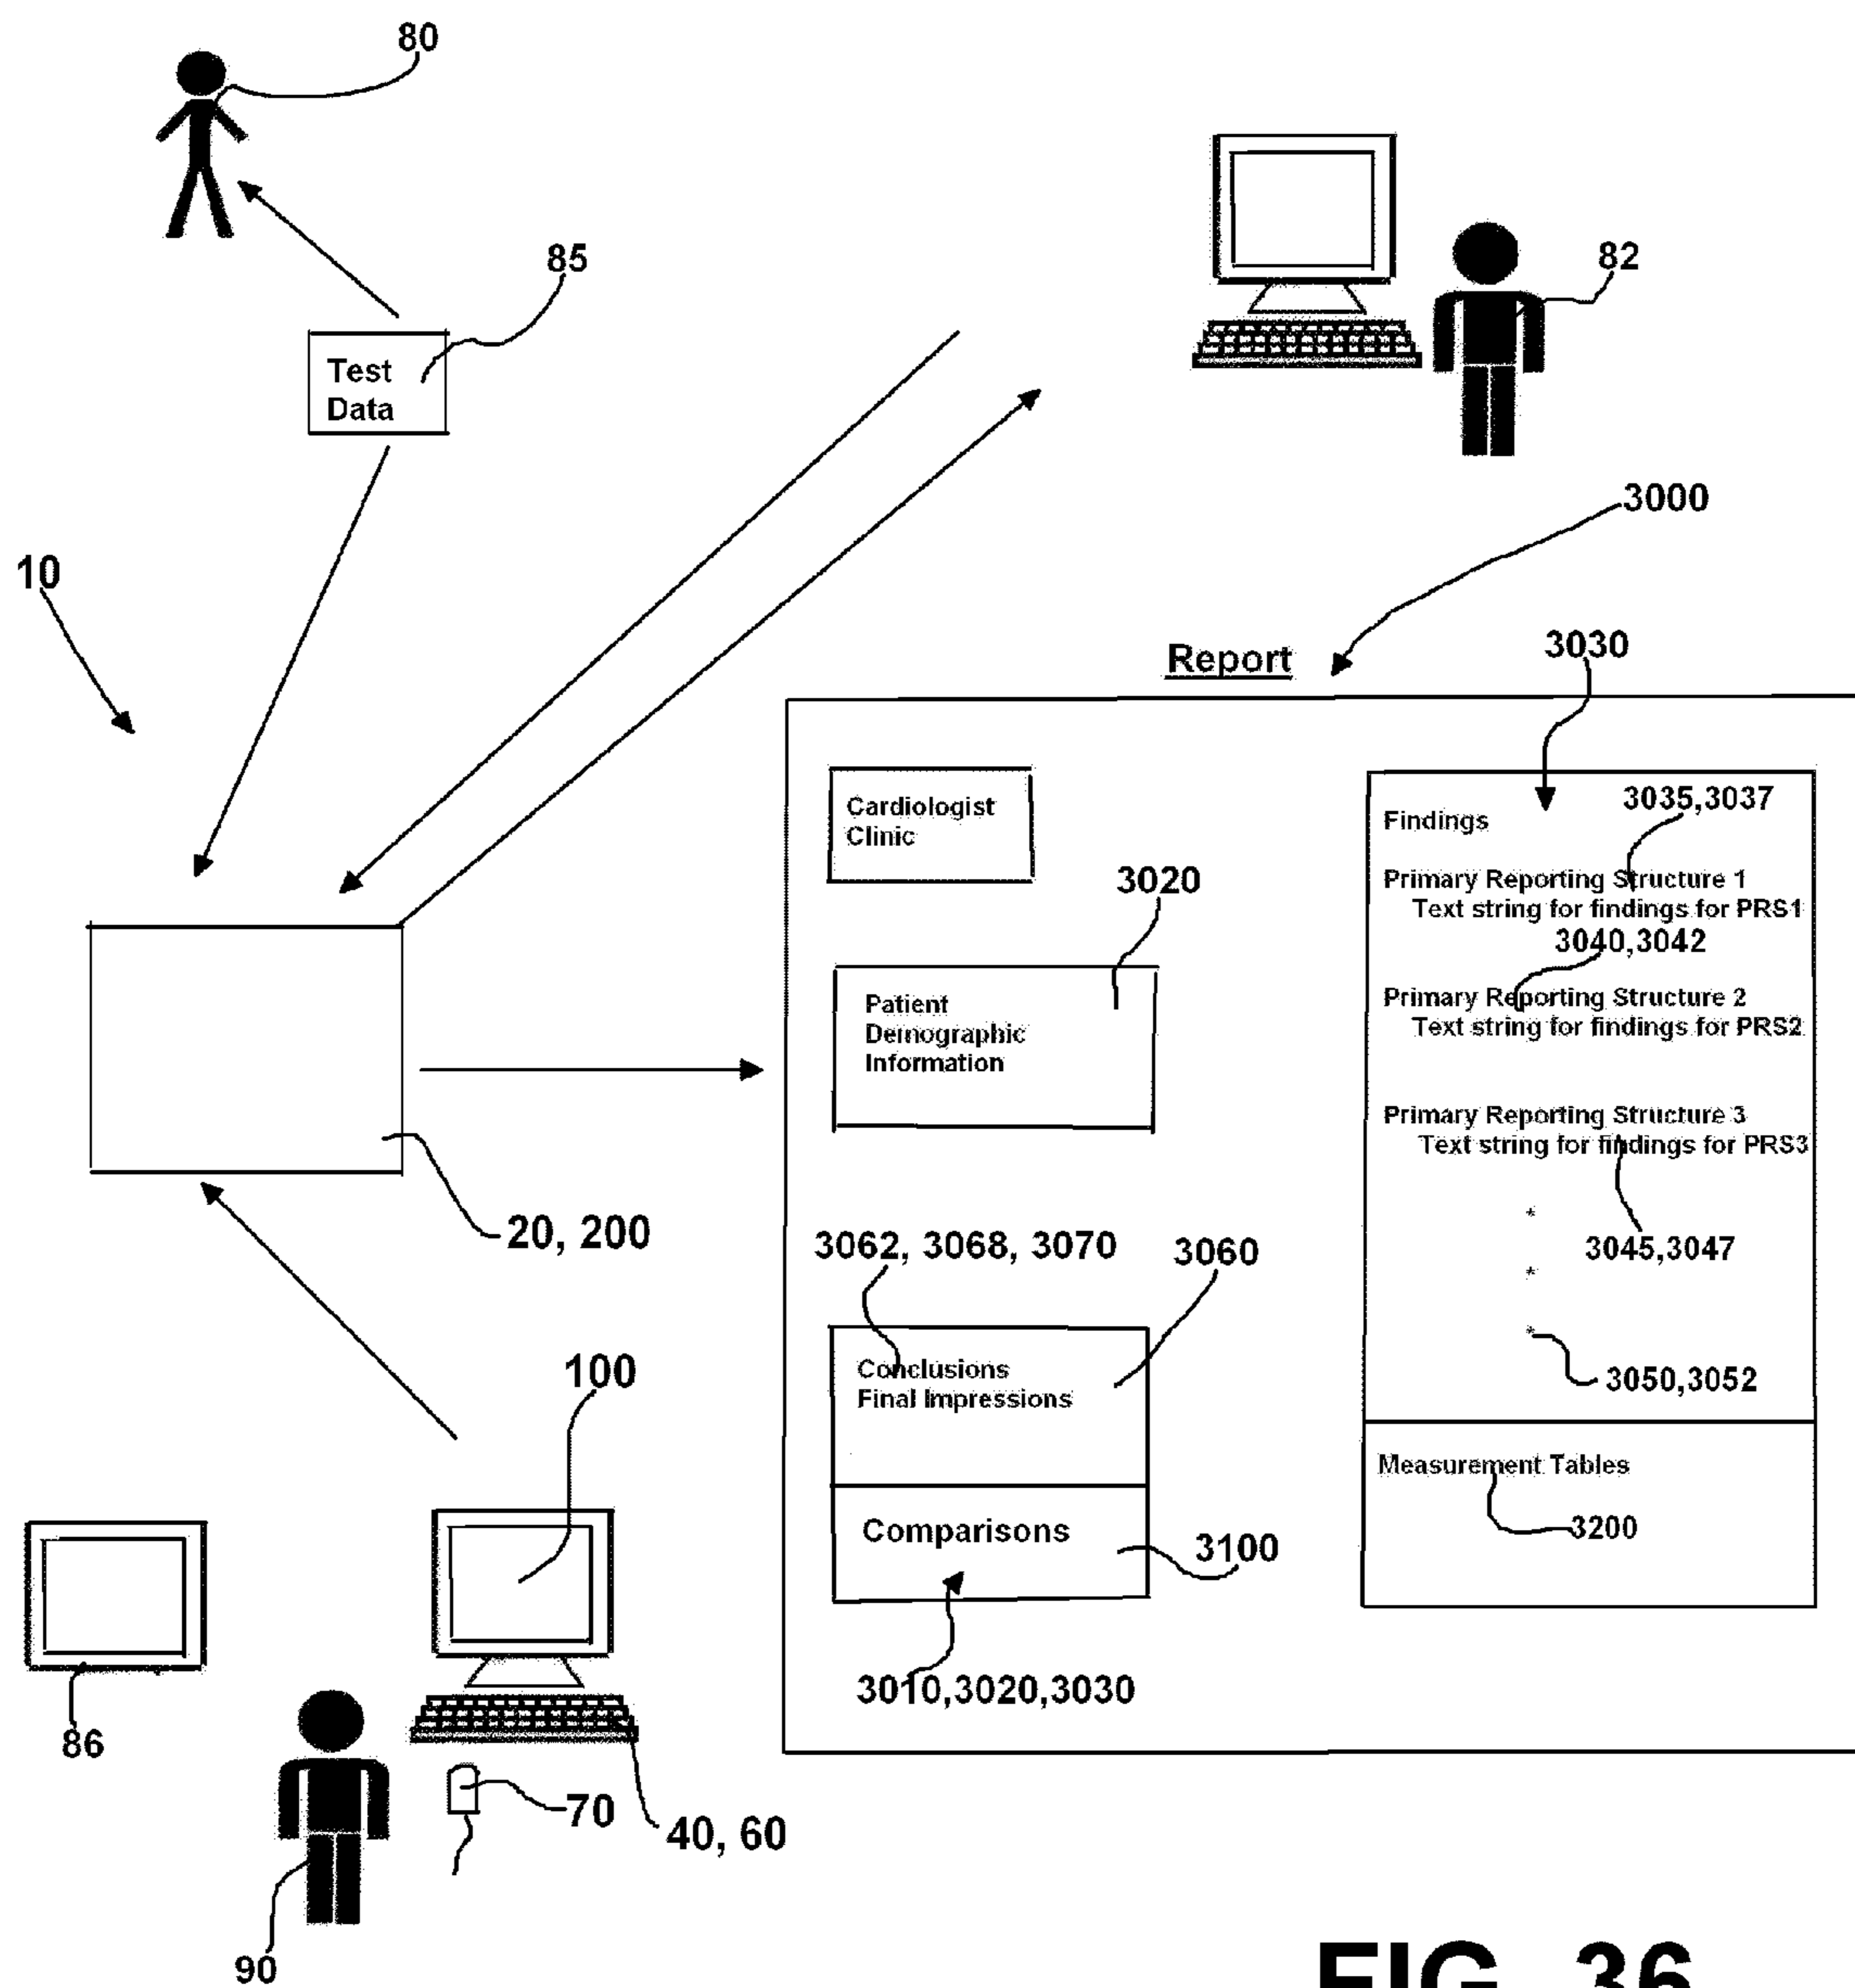 80
85
Test
Data
82
3000
10
Report
3030
Cardiologist
Clinic
3020
Patient
Demographic
Information
Findings
3035,3037
Primary Reporting Structure 1
Text string for findings for PRS1
3040,3042
Primary Reporting Structure 2
Text string for findings for PRS2
Primary Reporting Structure 3
Text string for findings for PRS3
*
3045,3047
*
*
3050,3052
20, 200
3062, 3068, 3070
3060
Conclusions
Final Impressions
Comparisons
3100
3010,3020,3030
Measurement Tables
3200
100
86
70
40, 60
90
FIG. 36